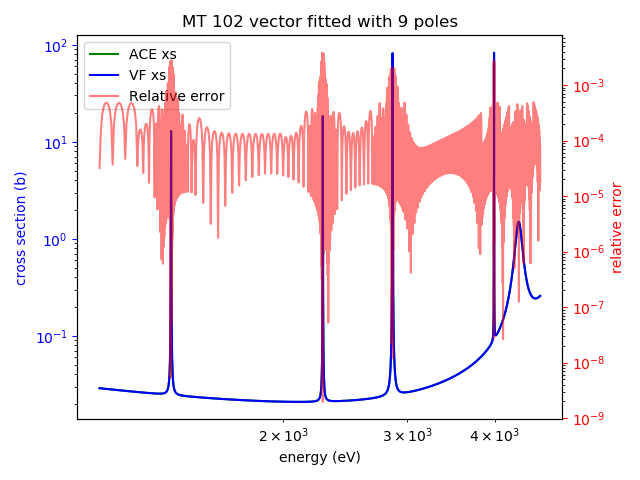 MT 102 vector fitted with 9 poles
ACE xs
VF xs
Relative error
10²
10¹
10⁰
10⁻¹
cross section (b)
10⁻³
10⁻⁴
10⁻⁵
10⁻⁶
10⁻⁷
10⁻⁸
10⁻⁹
relative error
2 × 10³
3 × 10³
4 × 10³
energy (eV)